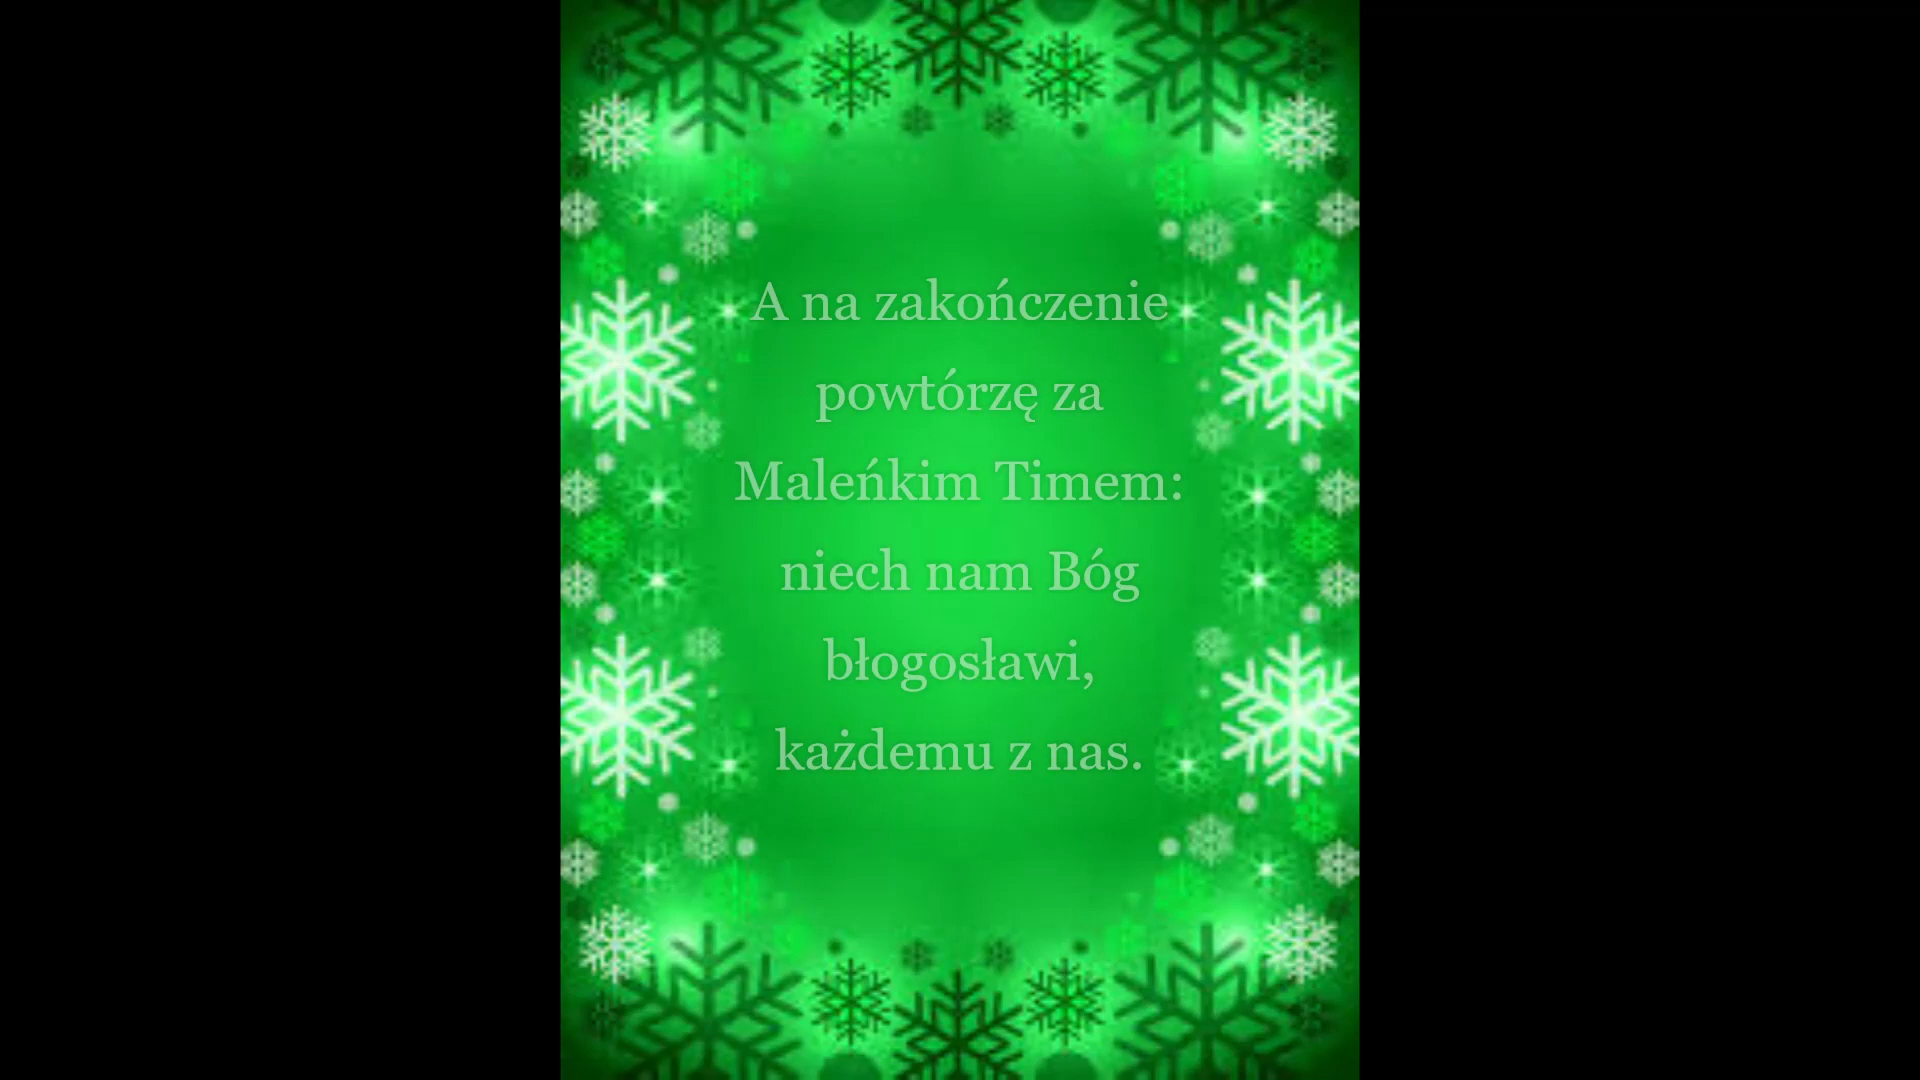 A na zakończenie
powtórzę za
Maleńkim Timem:
niech nam Bóg
błogosławi,
każdemu z nas.